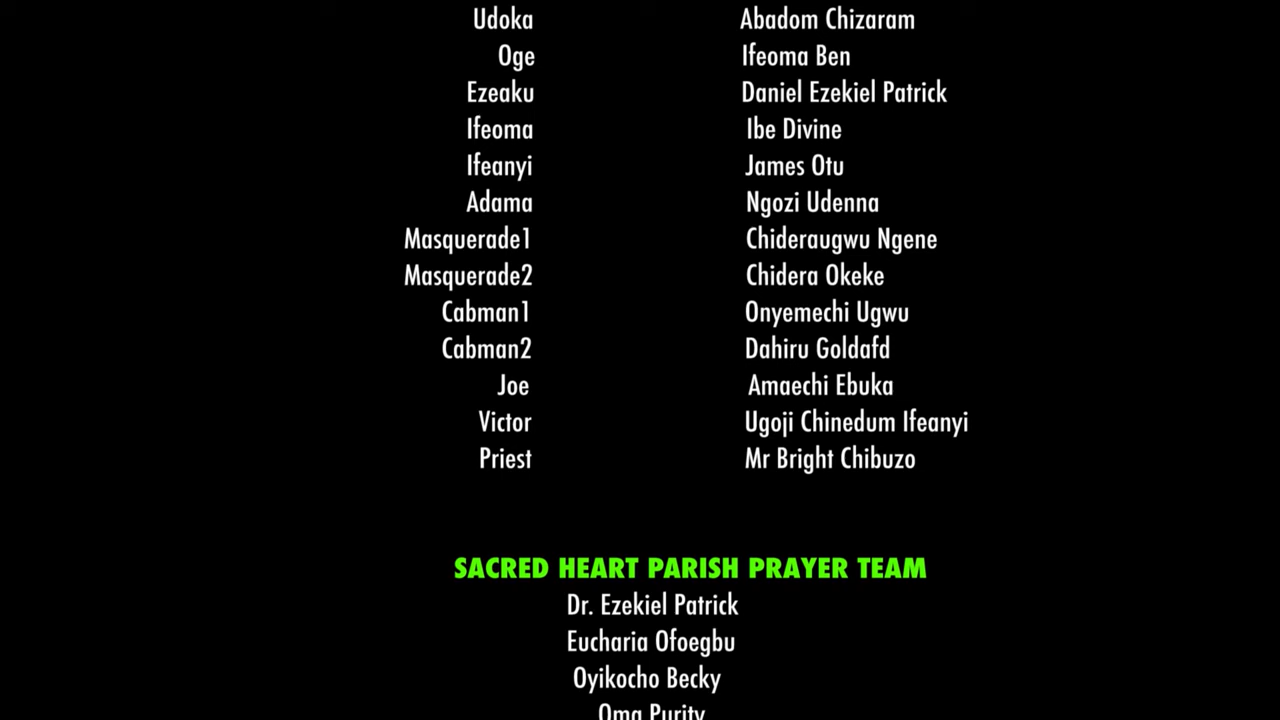 Udoka Abadom Chizaram
Oge Ifeoma Ben
Ezeaku Daniel Ezekiel Patrick
Ifeoma Ibe Divine
Ifeanyi James Otu
Adama Ngozi Udenna
Masquerade1 Chideraugwu Ngene
Masquerade2 Chidera Okeke
Cabman1 Onyemechi Ugwu
Cabman2 Dahiru Goldafd
Joe Amaechi Ebuka
Victor Ugoji Chinedum Ifeanyi
Priest Mr Bright Chibuzo
SACRED HEART PARISH PRAYER TEAM
Dr. Ezekiel Patrick
Eucharia Ofoegbu
Oyikocho Becky
Oma Purity